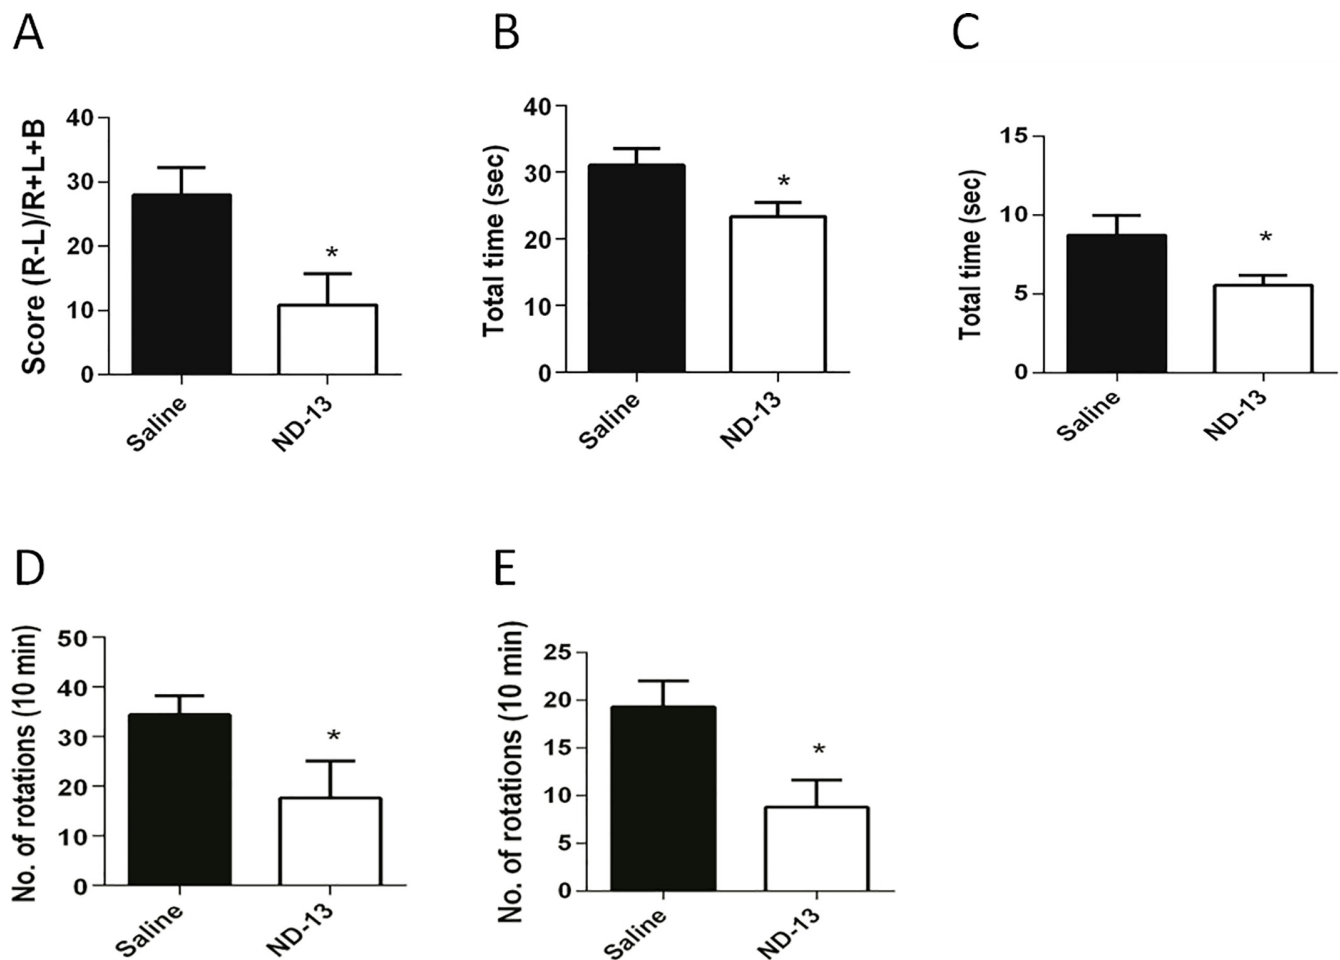 A
Score (R-L)/R+L+B
40
30
20
10
0
*
Saline
ND-13
B
Total time (sec)
40
30
20
10
0
*
Saline
ND-13
C
Total time (sec)
15
10
5
0
*
Saline
ND-13
D
No. of rotations (10 min)
50
40
30
20
10
0
*
Saline
ND-13
E
No. of rotations (10 min)
25
20
15
10
5
0
*
Saline
ND-13